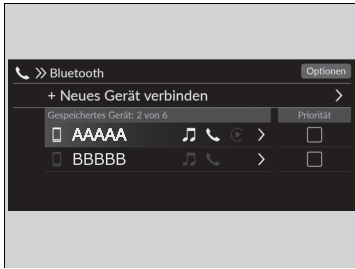 Bluetooth
Optionen
+ Neues Gerät verbinden
Gespeichertes Gerät: 2 von 6
Priorität
AAAAA
BBBBB